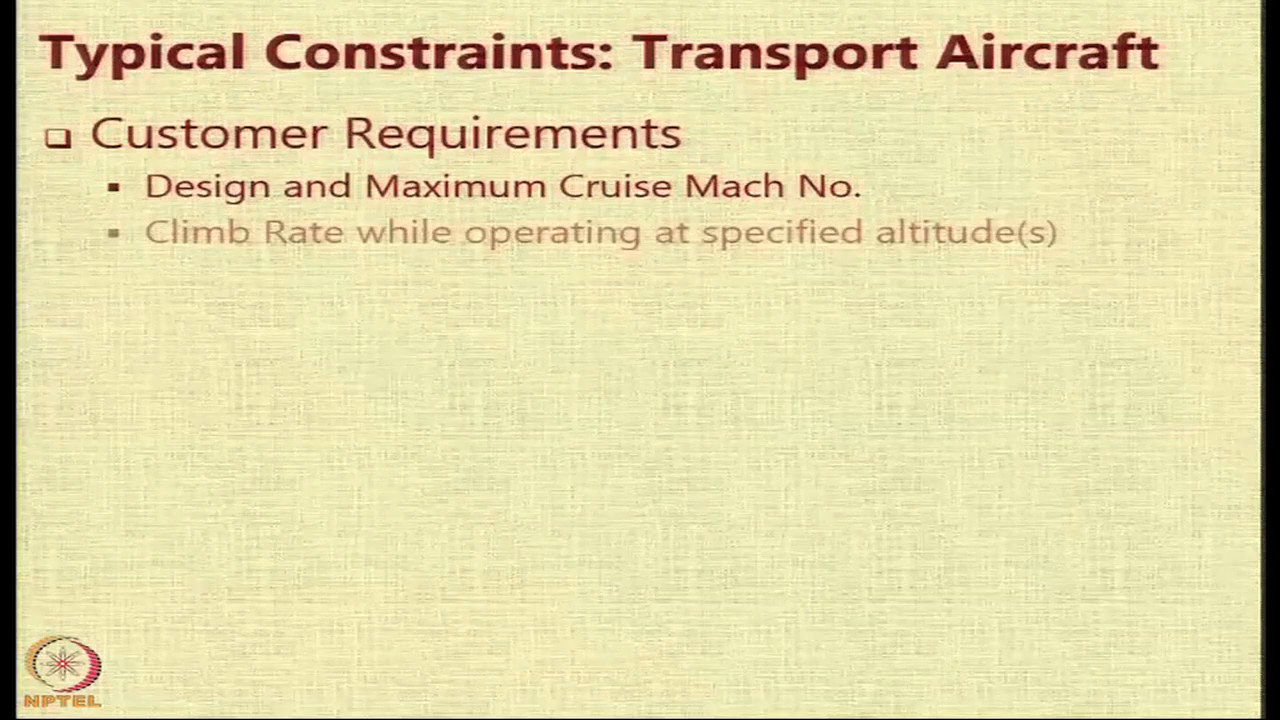 Typical Constraints: Transport Aircraft
❑ Customer Requirements
▪ Design and Maximum Cruise Mach No.
▪ Climb Rate while operating at specified altitude(s)
NPTEL